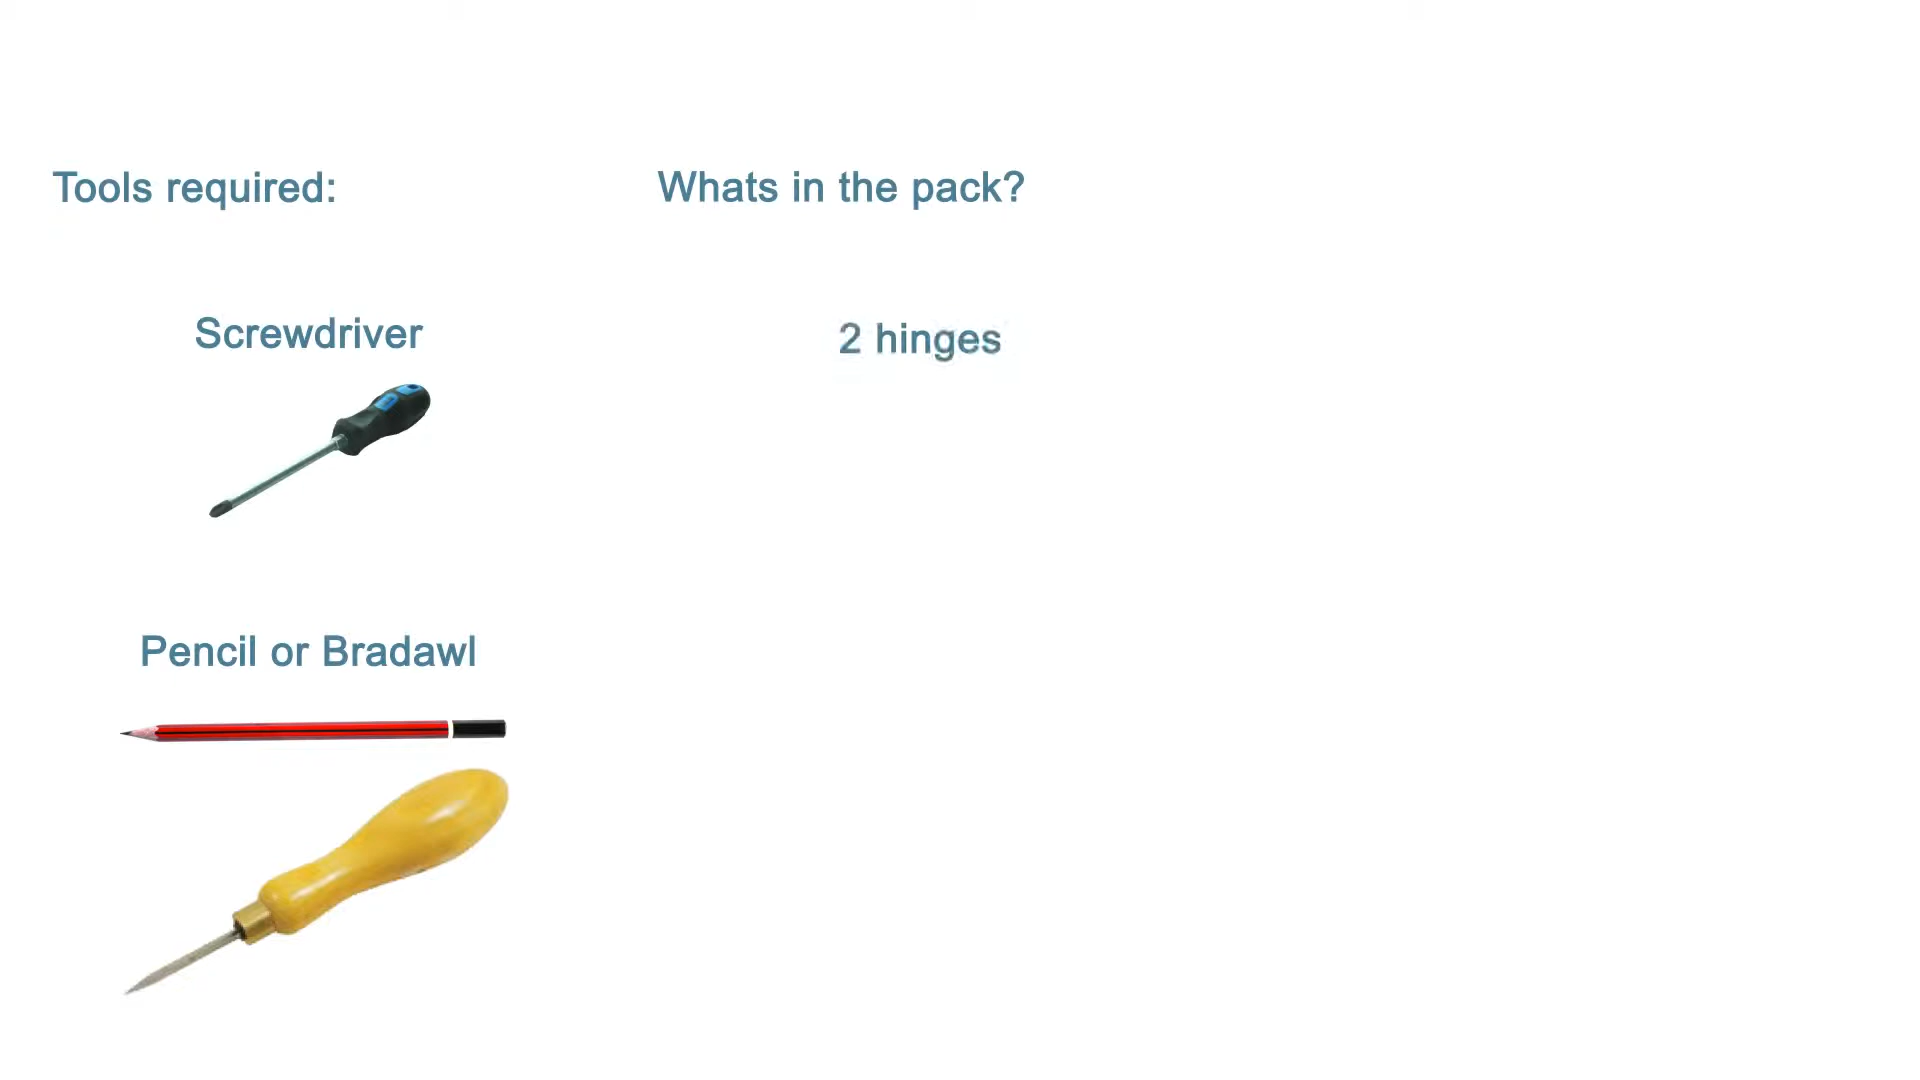 Tools required:
Whats in the pack?
Screwdriver
2 hinges
Pencil or Bradawl